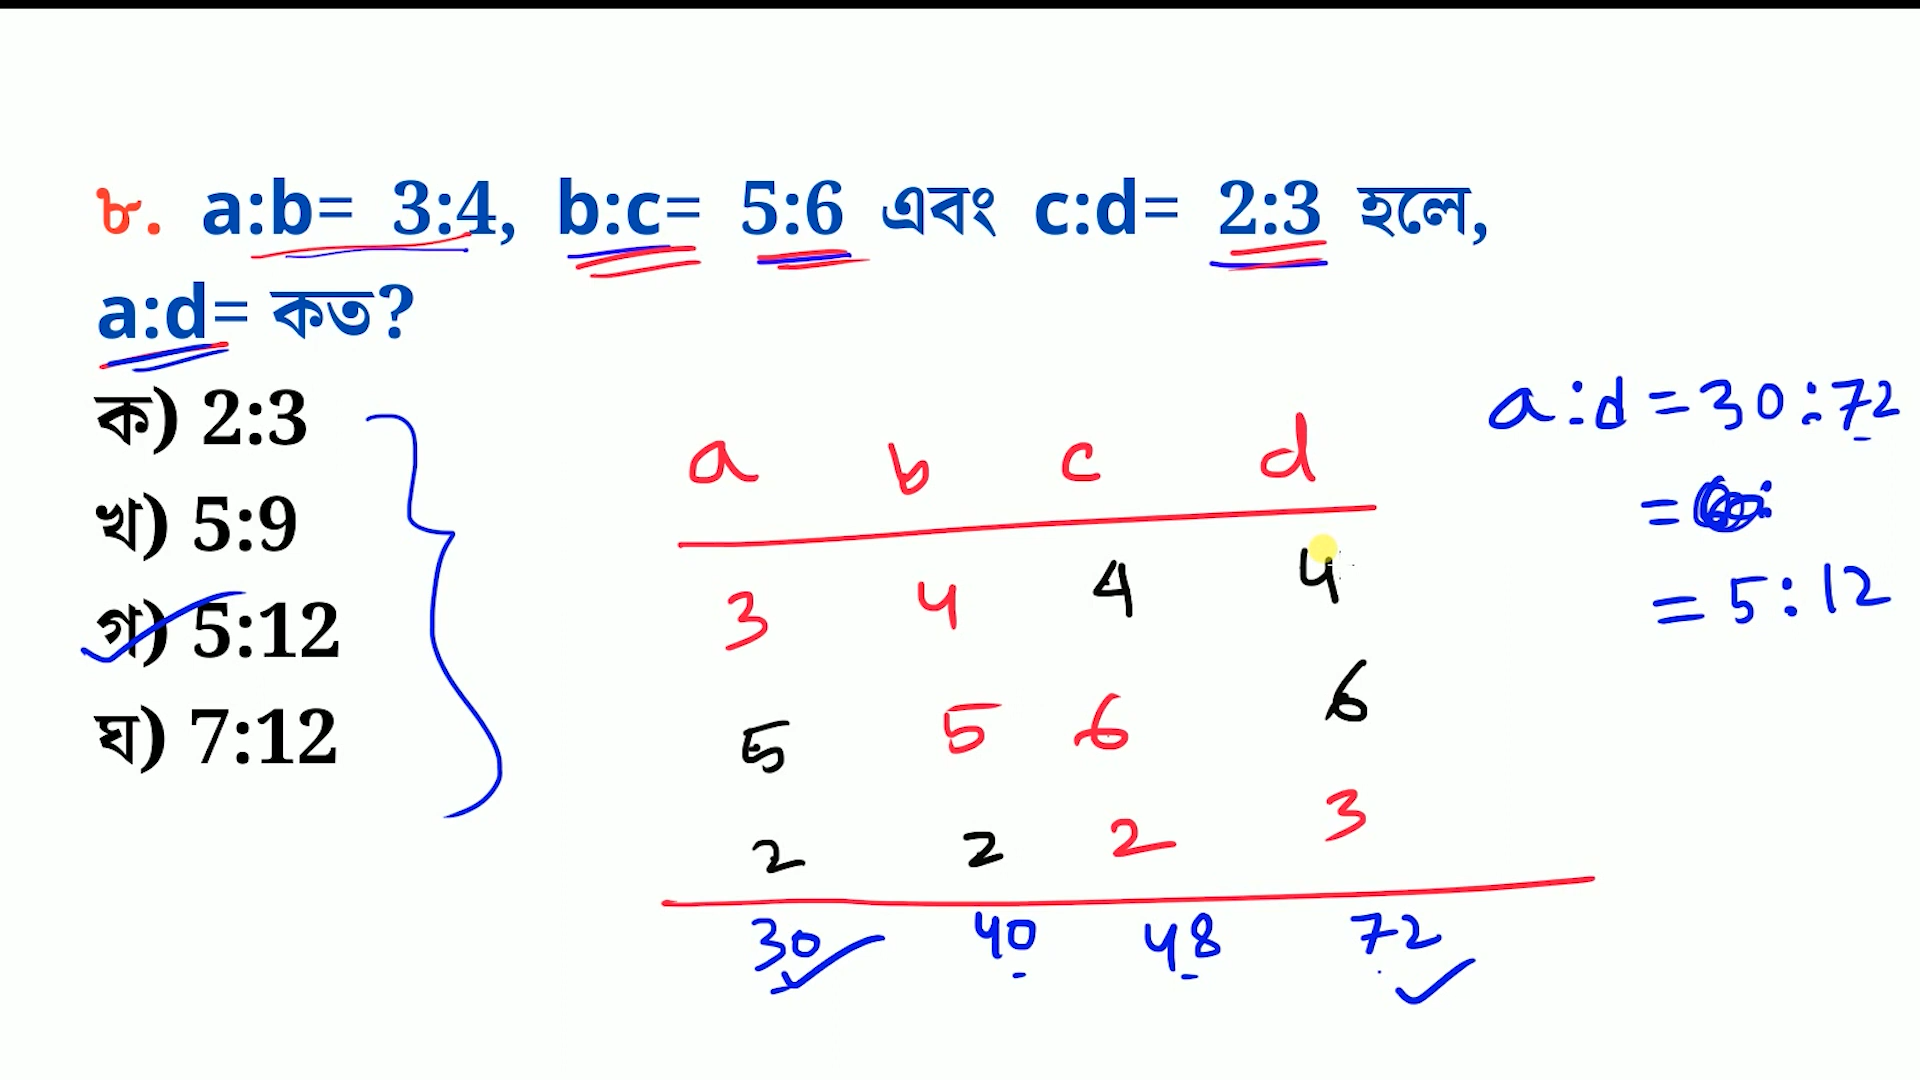 ৮. a:b= 3:4, b:c= 5:6 এবং c:d= 2:3 হলে,
a:d= কত?
ক) 2:3
খ) 5:9
গ) 5:12
ঘ) 7:12
a b c d
3 4 4 4
5 5 6 6
2 2 2 3
30 40 48 72
a:d = 30:72
= :
= 5:12